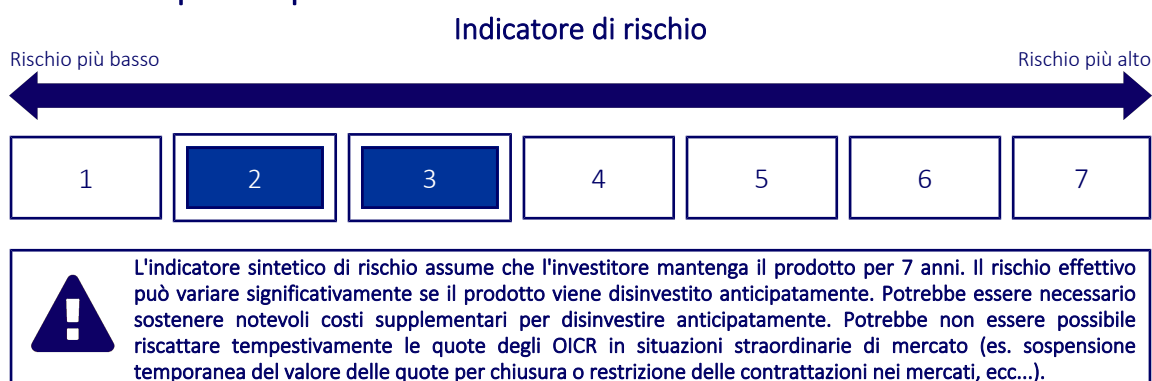 Indicatore di rischio
Rischio più basso
Rischio più alto
1
2
3
4
5
6
7
L'indicatore sintetico di rischio assume che l'investitore mantenga il prodotto per 7 anni. Il rischio effettivo
può variare significativamente se il prodotto viene disinvestito anticipatamente. Potrebbe essere necessario
sostenere notevoli costi supplementari per disinvestire anticipatamente. Potrebbe non essere possibile
riscattare tempestivamente le quote degli OICR in situazioni straordinarie di mercato (es. sospensione
temporanea del valore delle quote per chiusura o restrizione delle contrattazioni nei mercati, ecc...).